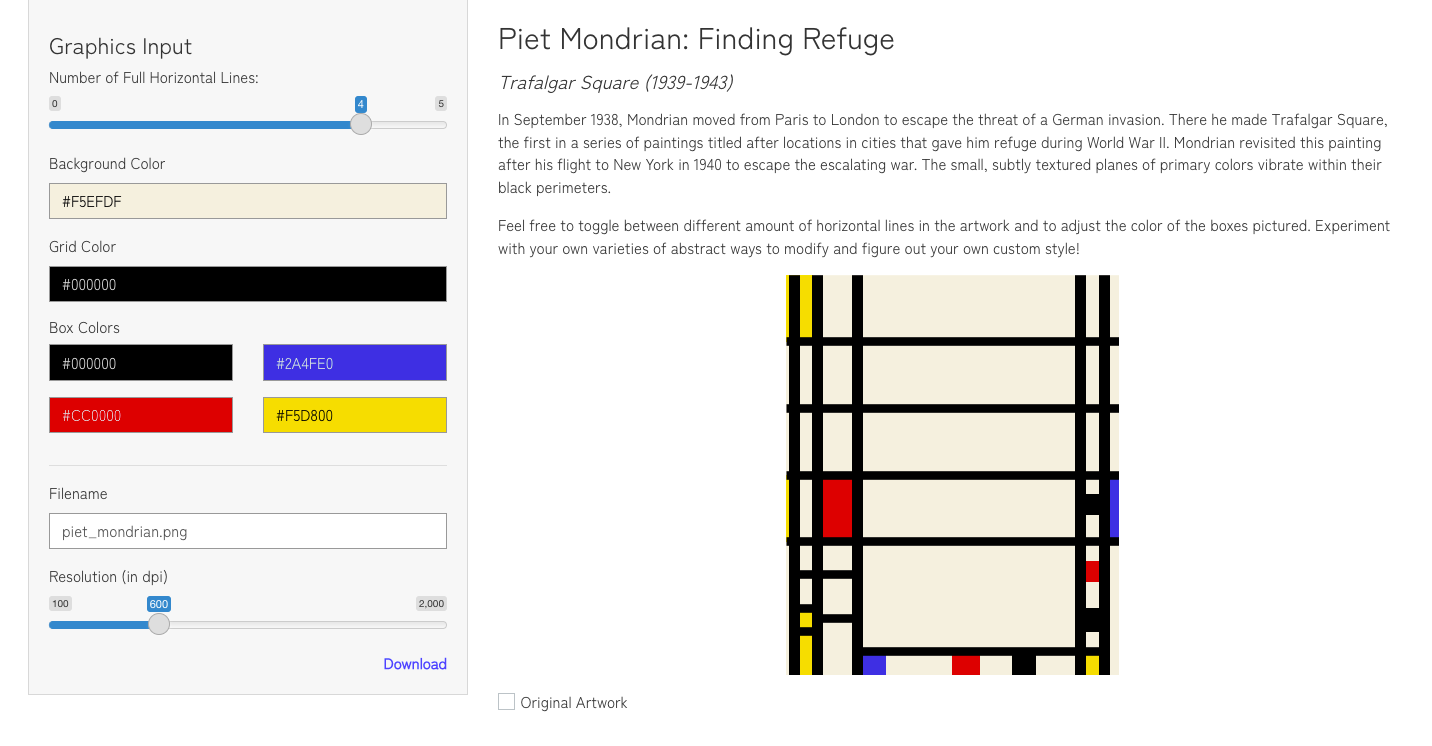 Graphics Input
Number of Full Horizontal Lines:
0 4 5
Background Color
#F5EFDF
Grid Color
#000000
Box Colors
#000000 #2A4FE0
#CC0000 #F5D800
Filename
piet_mondrian.png
Resolution (in dpi)
100 600 2,000
Download
Piet Mondrian: Finding Refuge
Trafalgar Square (1939-1943)
In September 1938, Mondrian moved from Paris to London to escape the threat of a German invasion. There he made Trafalgar Square,
the first in a series of paintings titled after locations in cities that gave him refuge during World War II. Mondrian revisited this painting
after his flight to New York in 1940 to escape the escalating war. The small, subtly textured planes of primary colors vibrate within their
black perimeters.
Feel free to toggle between different amount of horizontal lines in the artwork and to adjust the color of the boxes pictured. Experiment
with your own varieties of abstract ways to modify and figure out your own custom style!
Original Artwork